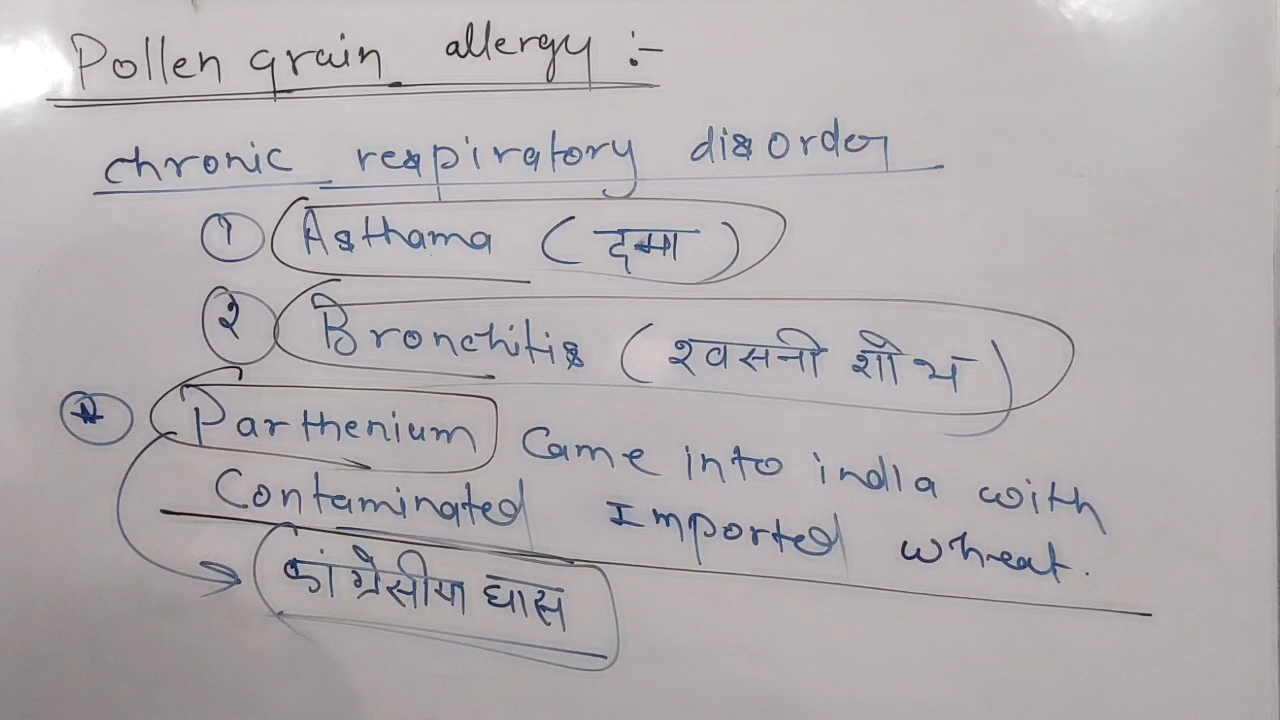 Pollen grain allergy :-
chronic respiratory disorder
① Asthama (दमा)
② Bronchitis (श्वसनी शोथ)
* Parthenium Came into india with
Contaminated Imported wheat.
कांग्रेसीया घास